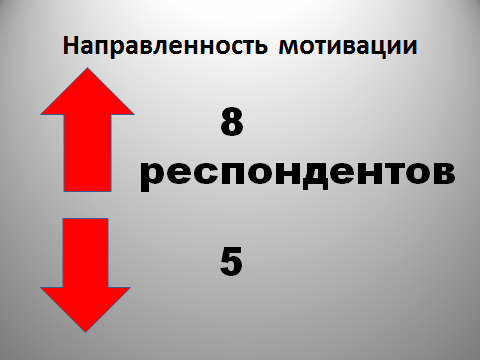 Направленность мотивации
8
респондентов
5